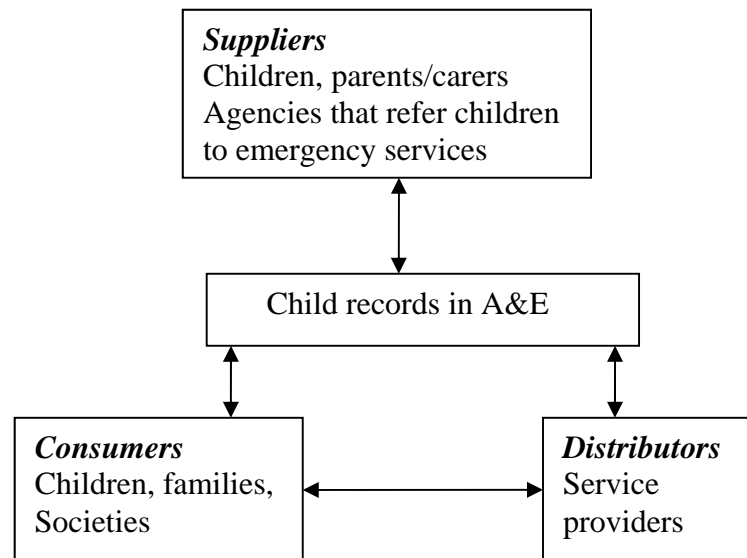 Suppliers
Children, parents/carers
Agencies that refer children
to emergency services
Child records in A&E
Consumers
Children, families,
Societies
Distributors
Service
providers